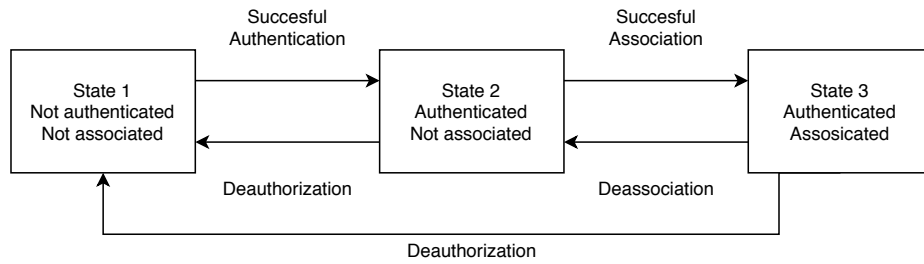 Succesful
Authentication
Succesful
Association
State 1
Not authenticated
Not associated
State 2
Authenticated
Not associated
State 3
Authenticated
Assosicated
Deauthorization
Deassociation
Deauthorization